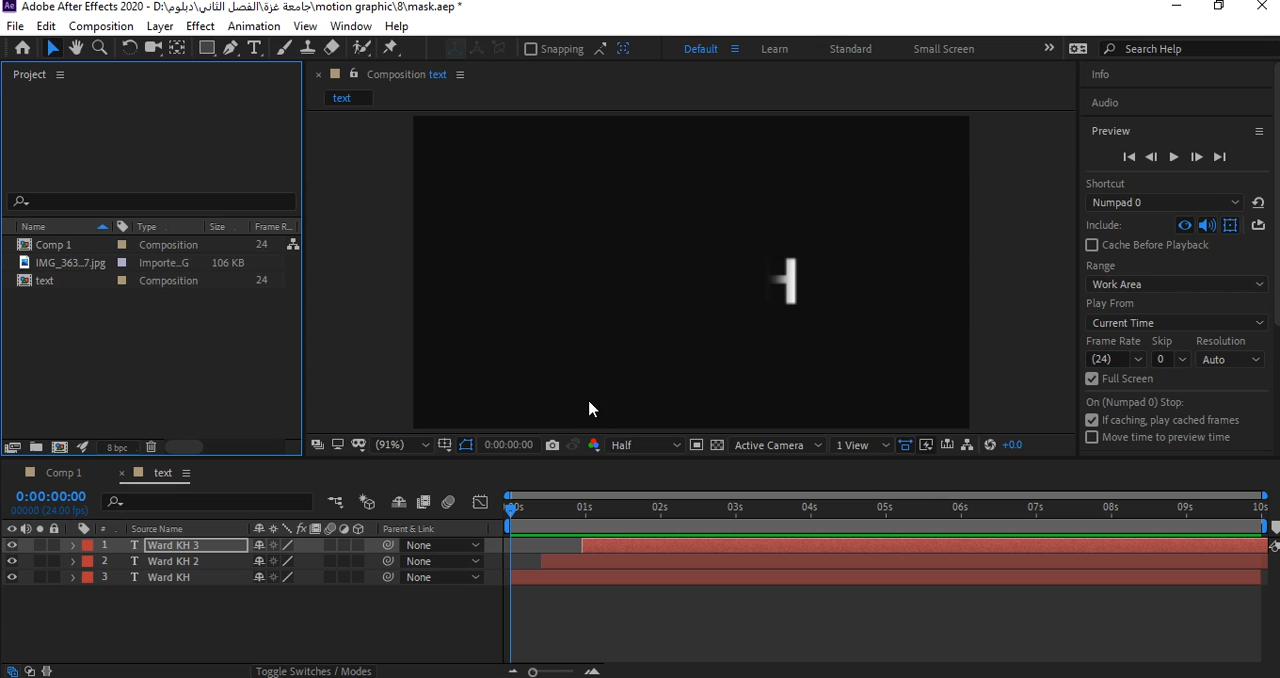 Adobe After Effects 2020 - D:\الفصل الثاني\دبلوم\جامعة غزة\motion graphic\8\mask.aep *
File Edit Composition Layer Effect Animation View Window Help
Snapping Default Learn Standard Small Screen Search Help
Project
Composition text
text
Name Type Size Frame R...
Comp 1 Composition 24
IMG_363...7.jpg Importe...G 106 KB
text Composition 24
8 bpc
H
(91%) 0:00:00:00 Half Active Camera 1 View +0.0
Info
Audio
Preview
Shortcut
Numpad 0
Include:
Cache Before Playback
Range
Work Area
Play From
Current Time
Frame Rate Skip Resolution
(24) 0 Auto
Full Screen
On (Numpad 0) Stop:
If caching, play cached frames
Move time to preview time
Comp 1 text
0:00:00:00
00000 (24.00 fps)
00s 01s 02s 03s 04s 05s 06s 07s 08s 09s 10s
# Source Name Parent & Link
1 T Ward KH 3 None
2 T Ward KH 2 None
3 T Ward KH None
Toggle Switches / Modes